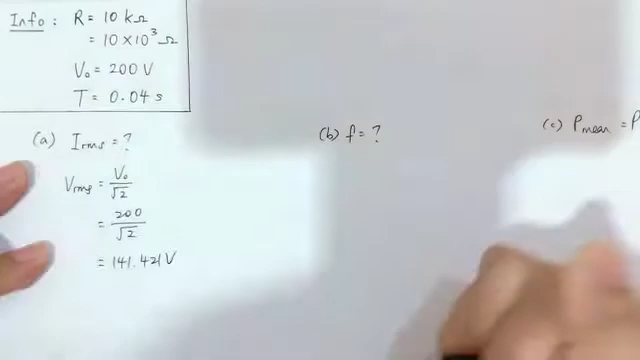 Info : R = 10 kΩ
= 10 × 10³ Ω
V₀ = 200 V
T = 0.04 s
(a) Irms = ?
Vrms = V₀/√2
= 200/√2
= 141.421 V
(b) f = ?
(c) Pmean = P